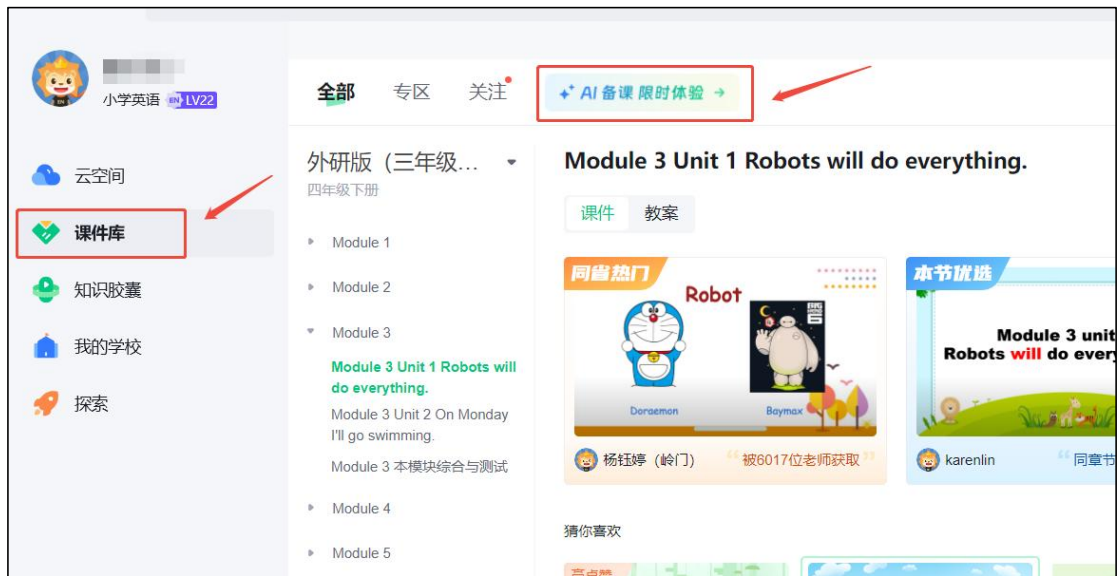 小学英语 EN LV22
云空间
课件库
知识胶囊
我的学校
探索
全部 专区 关注 AI 备课 限时体验 →
外研版（三年级...
四年级下册
Module 1
Module 2
Module 3
Module 3 Unit 1 Robots will
do everything.
Module 3 Unit 2 On Monday
I'll go swimming.
Module 3 本模块综合与测试
Module 4
Module 5
Module 3 Unit 1 Robots will do everything.
课件 教案
同省热门
Robot
Doraemon Baymax
杨钰婷（岭门） “被6017位老师获取”
本节优选
Module 3 unit
Robots will do every
karenlin “同章节
猜你喜欢